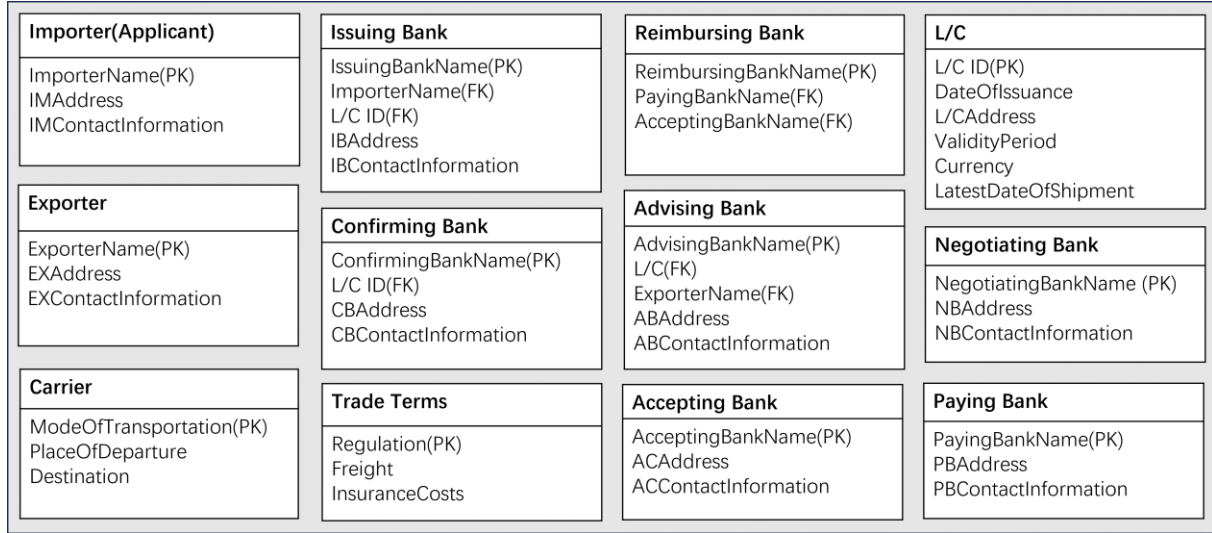 Importer(Applicant)
ImporterName(PK)
IMAddress
IMContactInformation
Exporter
ExporterName(PK)
EXAddress
EXContactInformation
Carrier
ModeOfTransportation(PK)
PlaceOfDeparture
Destination
Issuing Bank
IssuingBankName(PK)
ImporterName(FK)
L/C ID(FK)
IBAddress
IBContactInformation
Confirming Bank
ConfirmingBankName(PK)
L/C ID(FK)
CBAddress
CBContactInformation
Trade Terms
Regulation(PK)
Freight
InsuranceCosts
Reimbursing Bank
ReimbursingBankName(PK)
PayingBankName(FK)
AcceptingBankName(FK)
Advising Bank
AdvisingBankName(PK)
L/C(FK)
ExporterName(FK)
ABAddress
ABContactInformation
Accepting Bank
AcceptingBankName(PK)
ACAddress
ACContactInformation
L/C
L/C ID(PK)
DateOfIssuance
L/CAddress
ValidityPeriod
Currency
LatestDateOfShipment
Negotiating Bank
NegotiatingBankName (PK)
NBAddress
NBContactInformation
Paying Bank
PayingBankName(PK)
PBAddress
PBContactInformation